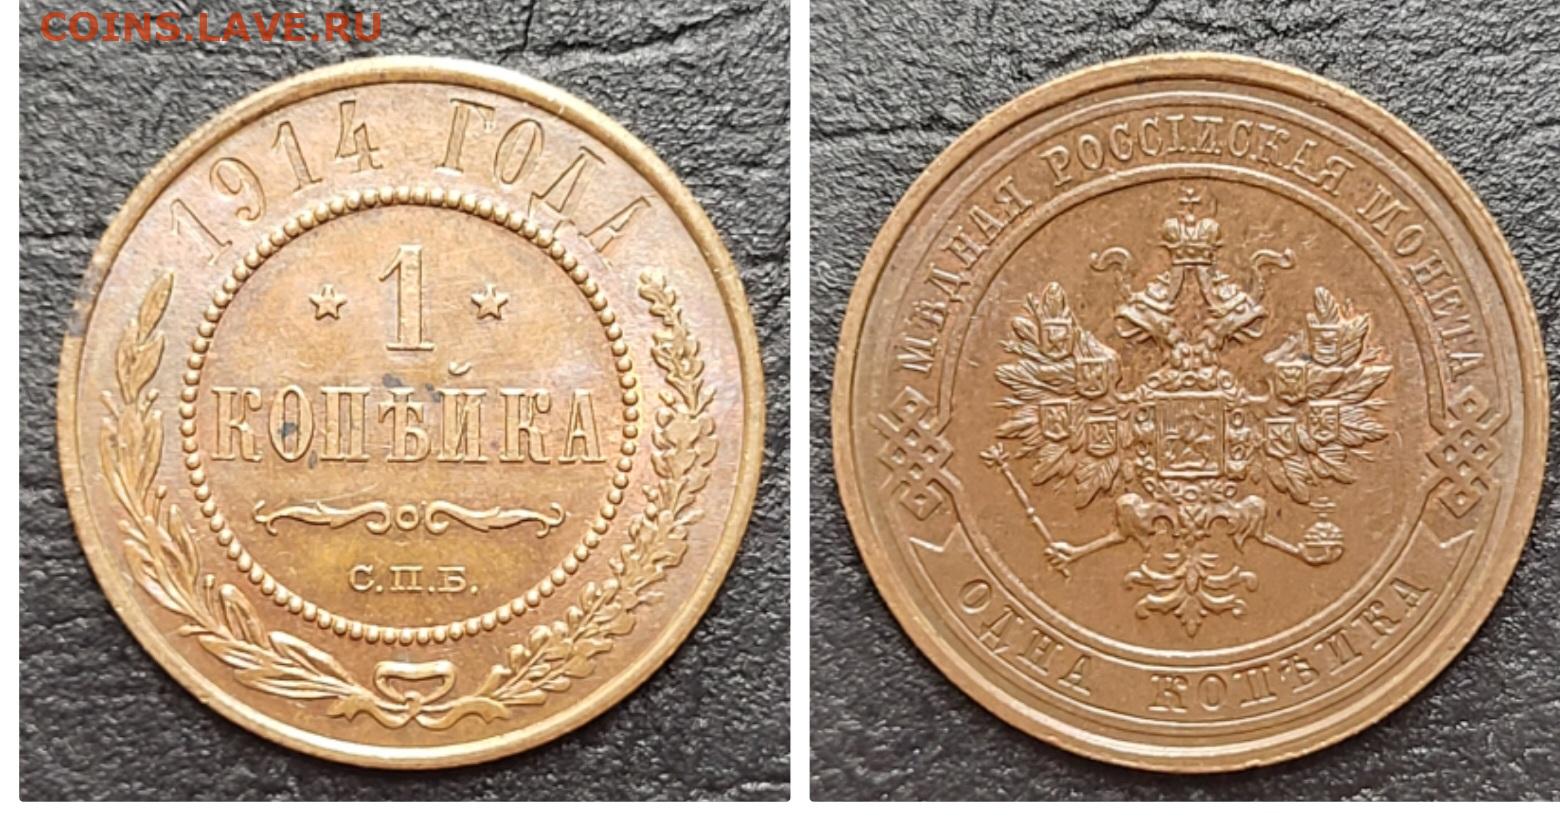 COINS.LAVE.RU
1914 ГОДА
1
КОПѢЙКА
С.П.Б.
МѢДНАЯ РОССІЙСКАЯ МОНЕТА
ОДНА КОПѢЙКА